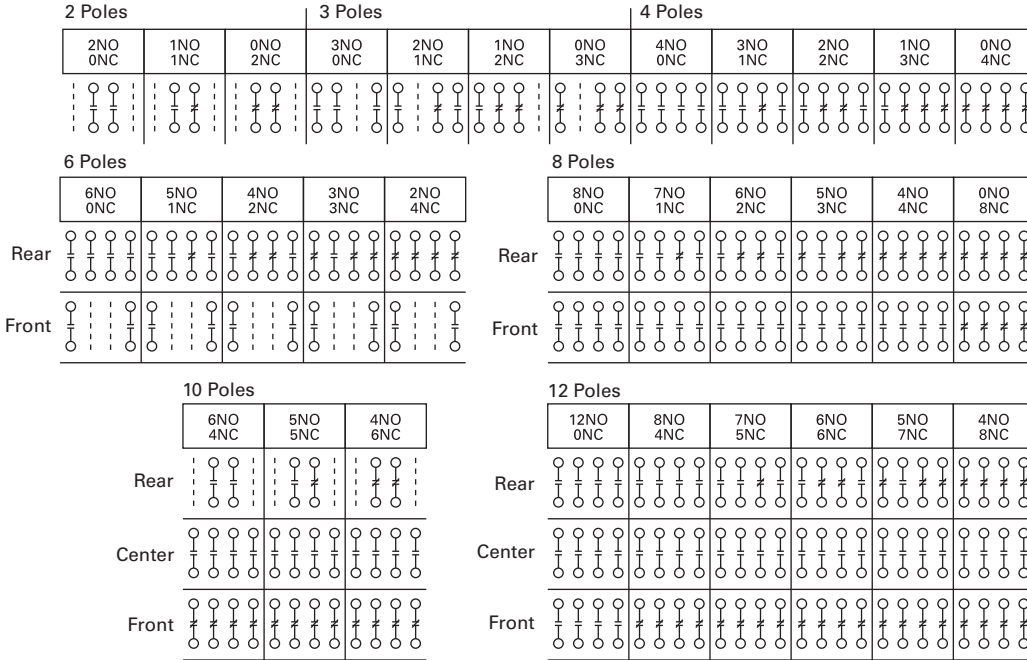 2 Poles 3 Poles 4 Poles
2NO 1NO 0NO 3NO 2NO 1NO 0NO 4NO 3NO 2NO 1NO 0NO
0NC 1NC 2NC 0NC 1NC 2NC 3NC 0NC 1NC 2NC 3NC 4NC
6 Poles 8 Poles
6NO 5NO 4NO 3NO 2NO 8NO 7NO 6NO 5NO 4NO 0NO
0NC 1NC 2NC 3NC 4NC 0NC 1NC 2NC 3NC 4NC 8NC
Rear Rear
Front Front
10 Poles 12 Poles
6NO 5NO 4NO 12NO 8NO 7NO 6NO 5NO 4NO
4NC 5NC 6NC 0NC 4NC 5NC 6NC 7NC 8NC
Rear Rear
Center Center
Front Front